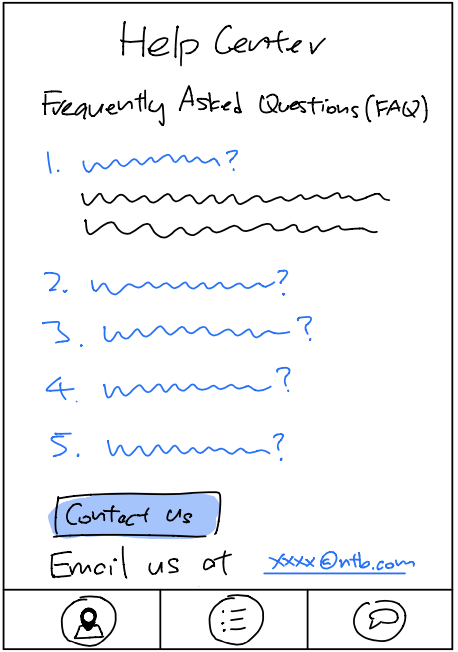 Help Center
Frequently Asked Questions (FAQ)
1. ?
2. ?
3. ?
4. ?
5. ?
Contact us
Email us at xxxx@ntb.com